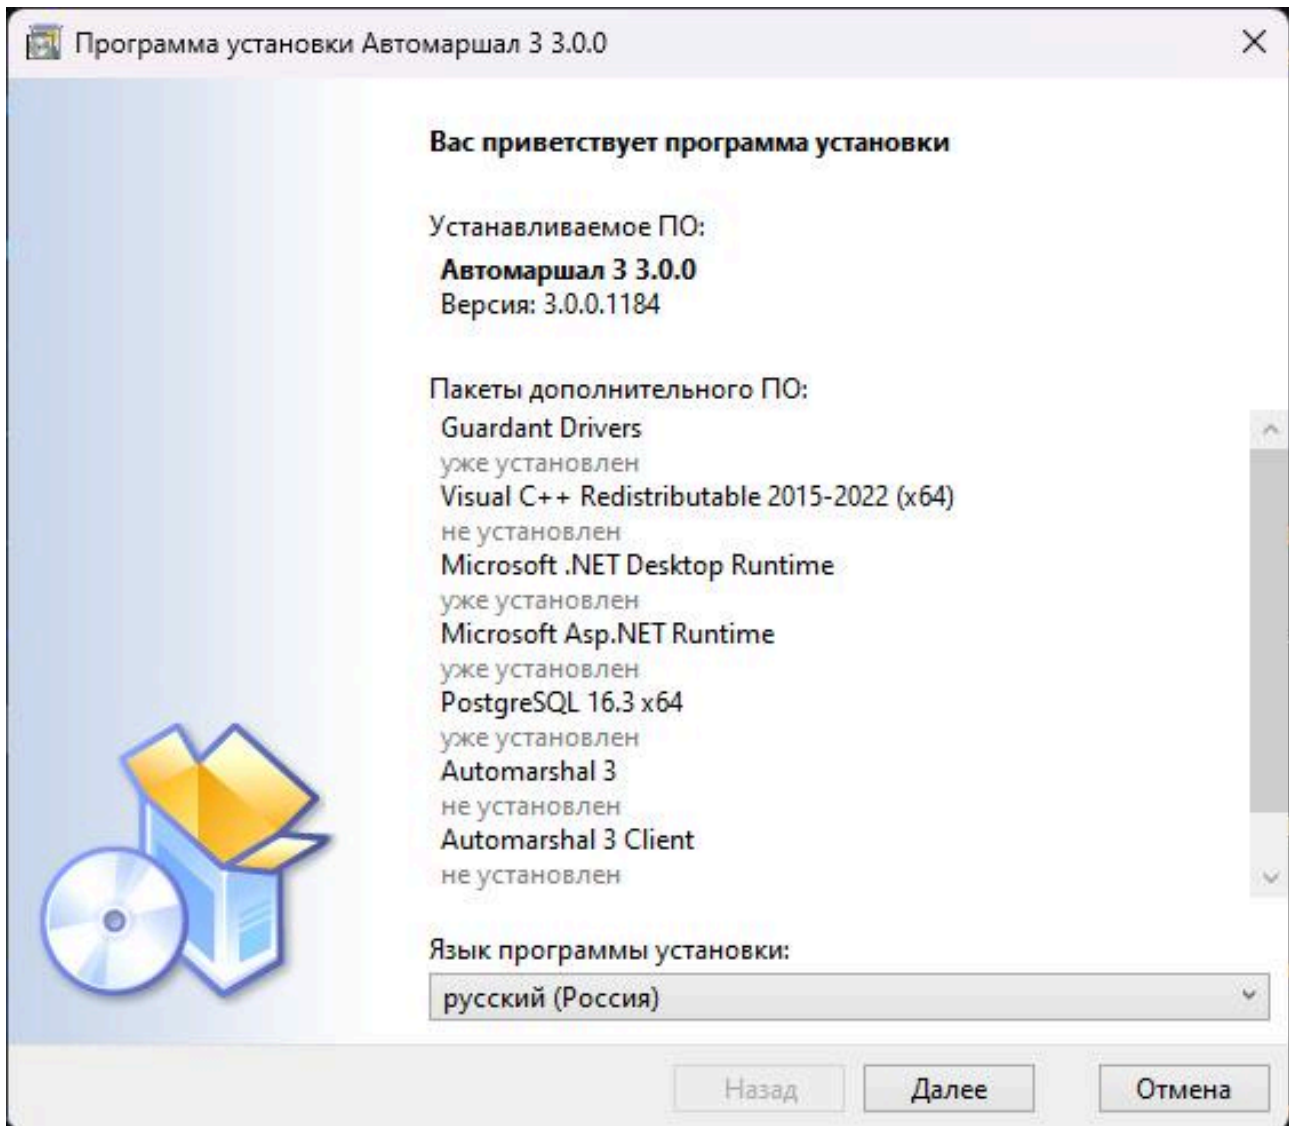 Программа установки Автомаршал 3 3.0.0
Вас приветствует программа установки
Устанавливаемое ПО:
Автомаршал 3 3.0.0
Версия: 3.0.0.1184
Пакеты дополнительного ПО:
Guardant Drivers
уже установлен
Visual C++ Redistributable 2015-2022 (x64)
не установлен
Microsoft .NET Desktop Runtime
уже установлен
Microsoft Asp.NET Runtime
уже установлен
PostgreSQL 16.3 x64
уже установлен
Automarshal 3
не установлен
Automarshal 3 Client
не установлен
Язык программы установки:
русский (Россия)
Назад
Далее
Отмена